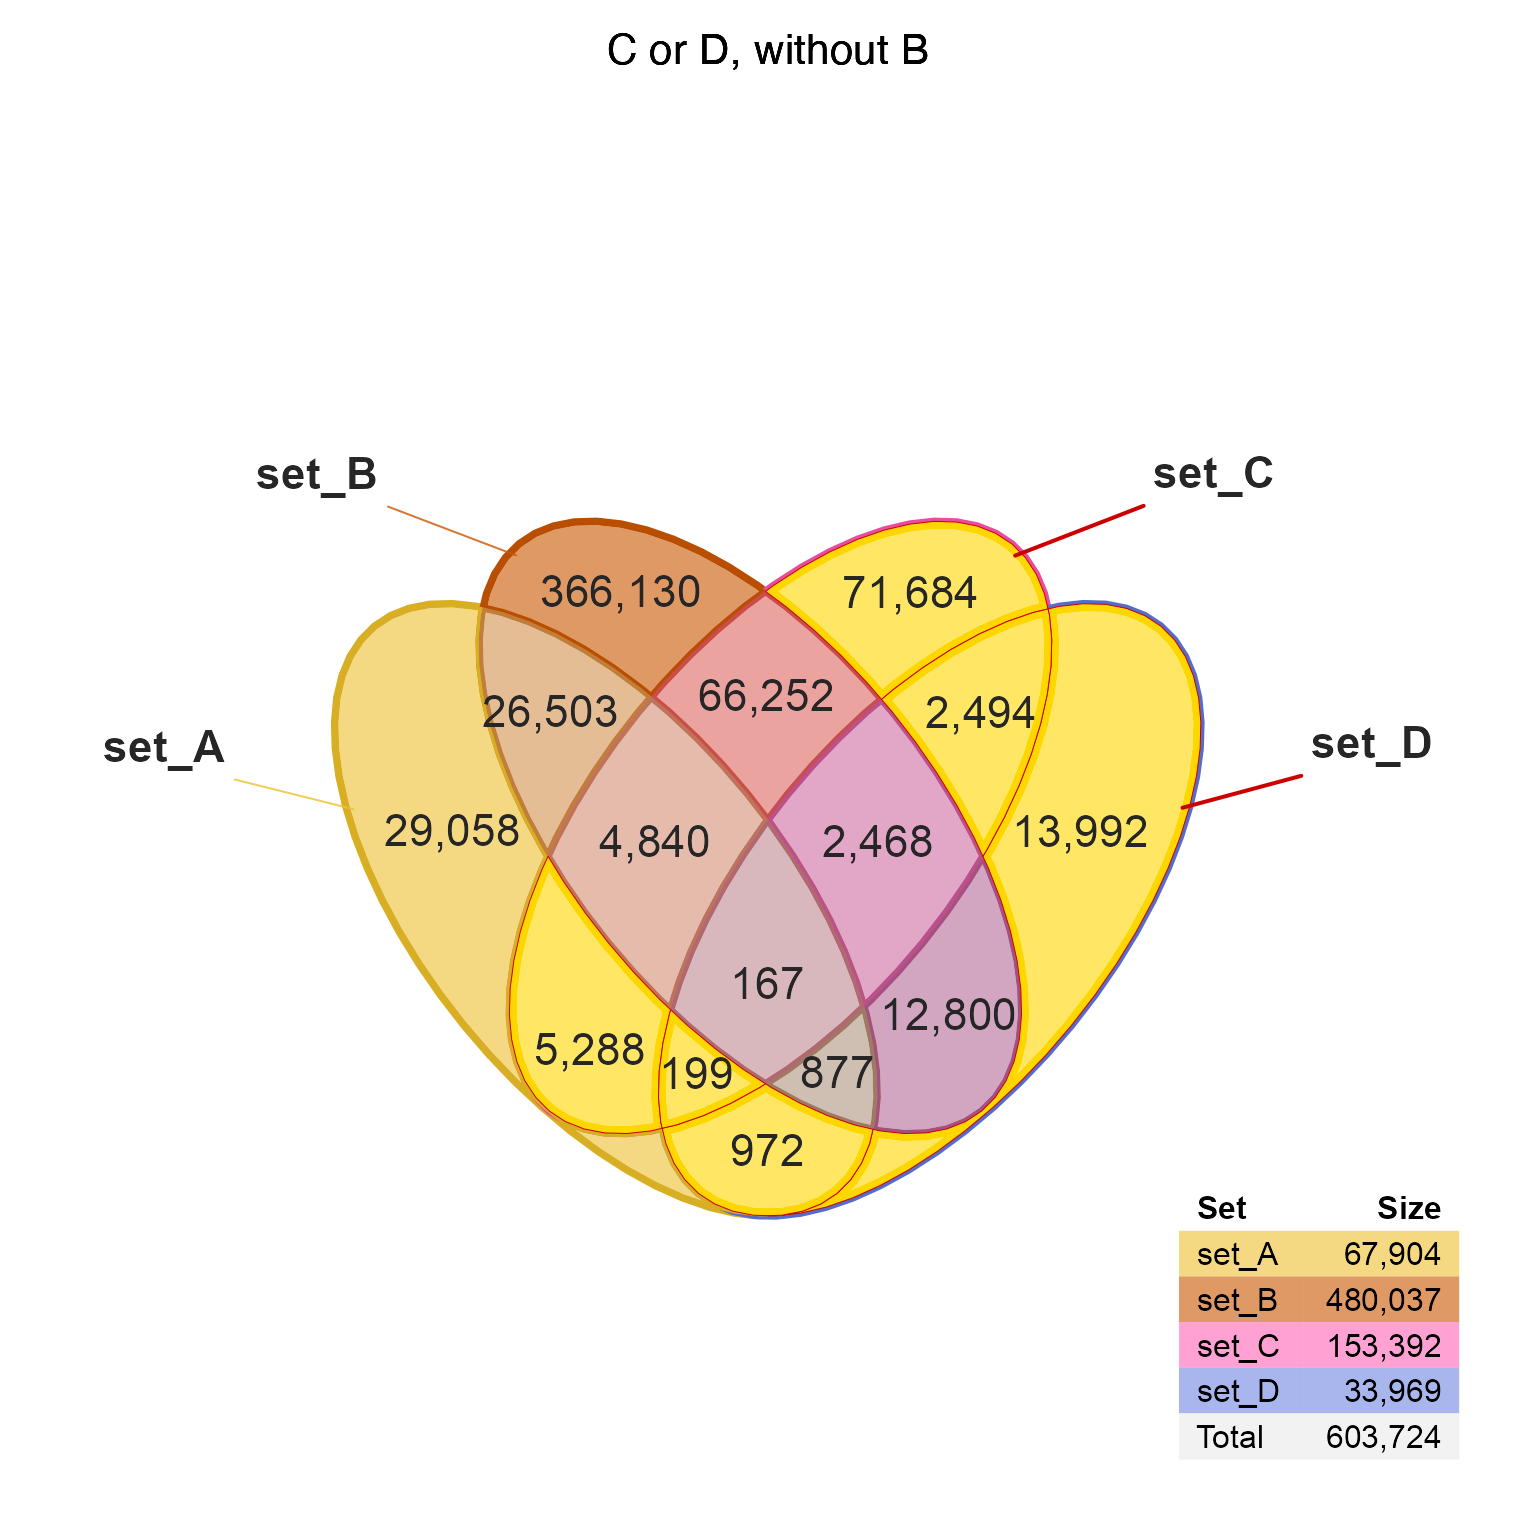 C or D, without B
set_B
set_C
366,130
71,684
66,252
26,503
2,494
set_A
set_D
29,058
13,992
4,840
2,468
167
12,800
5,288
199
877
972
Set Size
set_A 67,904
set_B 480,037
set_C 153,392
set_D 33,969
Total 603,724